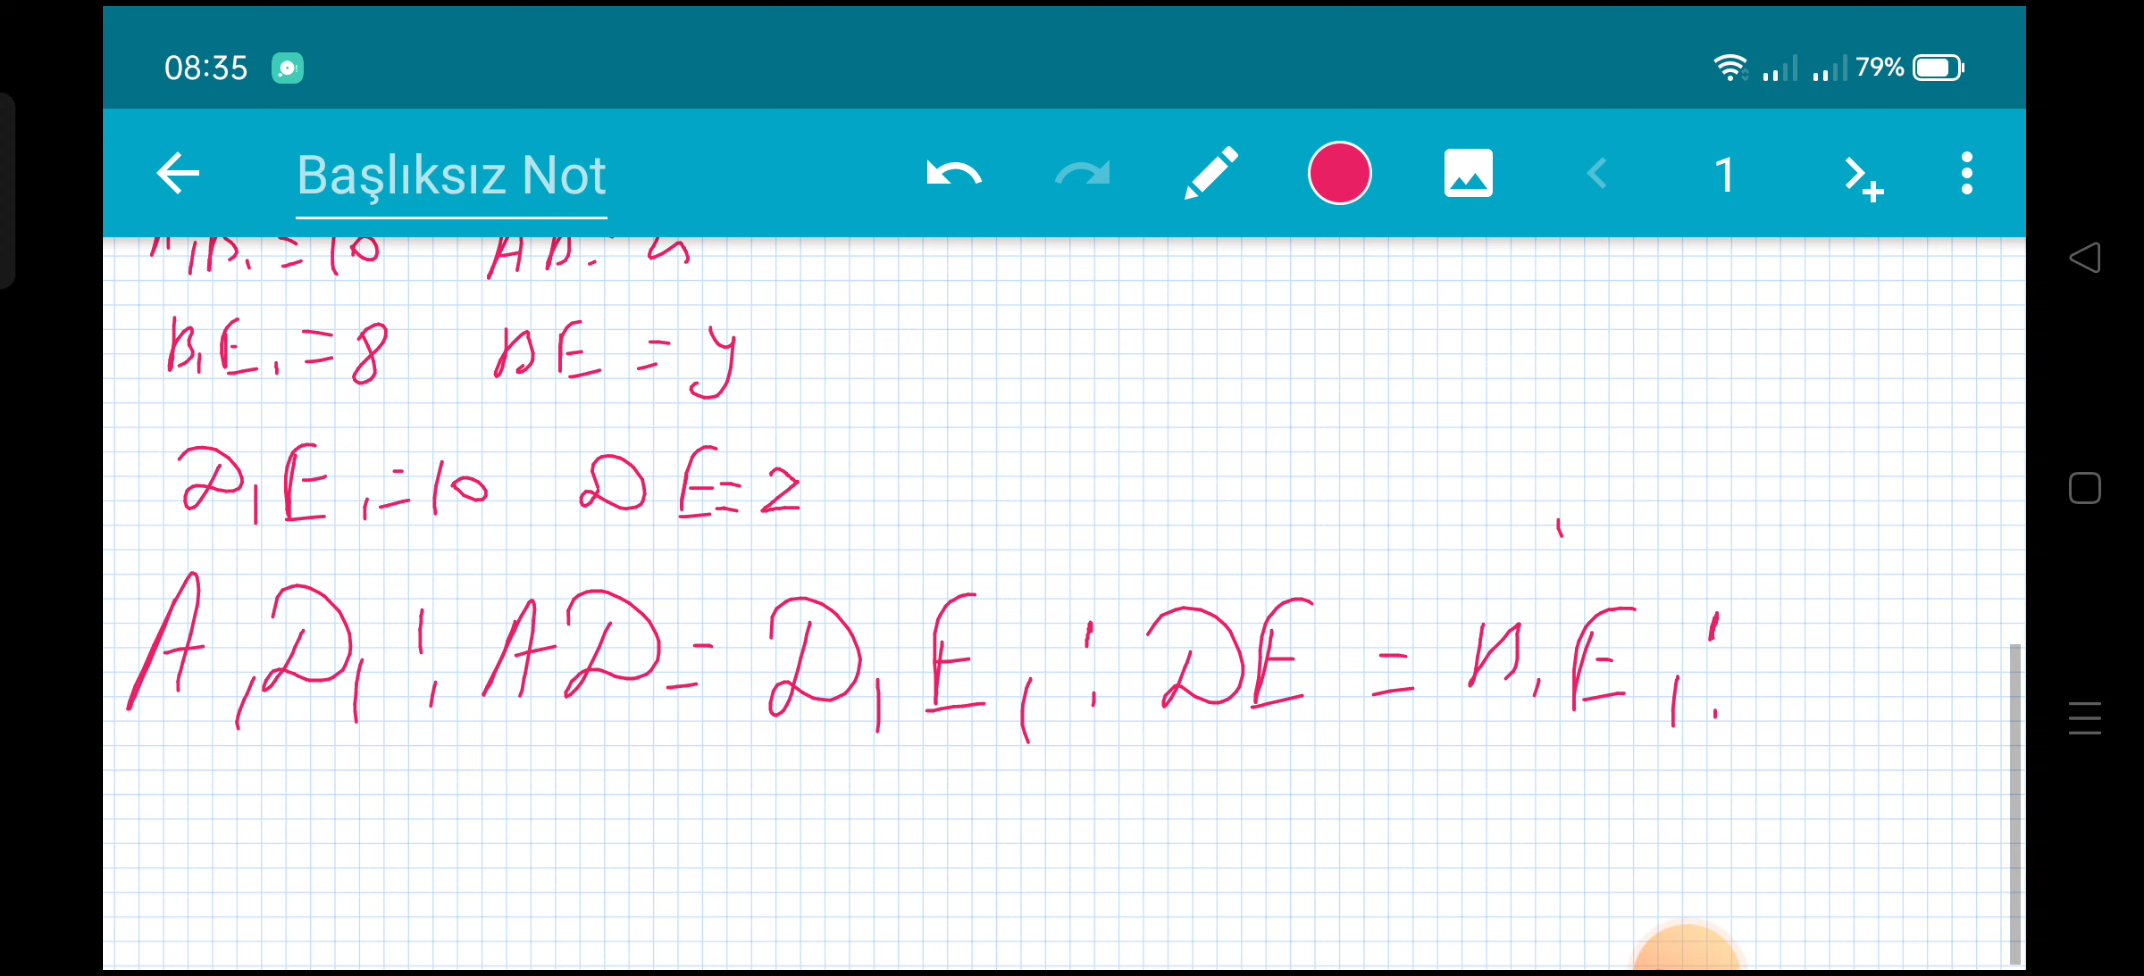 08:35 79%
Başlıksız Not 1
B₁E₁=8 BE=y
D₁E₁=10 DE=2
A₁D₁:AD=D₁E₁:DE=B₁E₁: